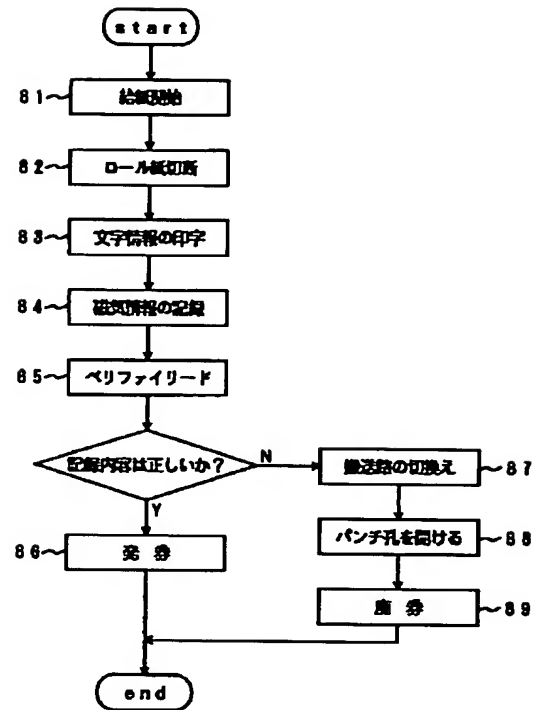 start
81 給紙開始
82 ロール紙切断
83 文字情報の印字
84 磁気情報の記録
85 ベリファイリード
記録内容は正しいか?
N
Y
搬送路の切換え 87
パンチ孔を開ける 88
86 発 券
廃 券 89
end